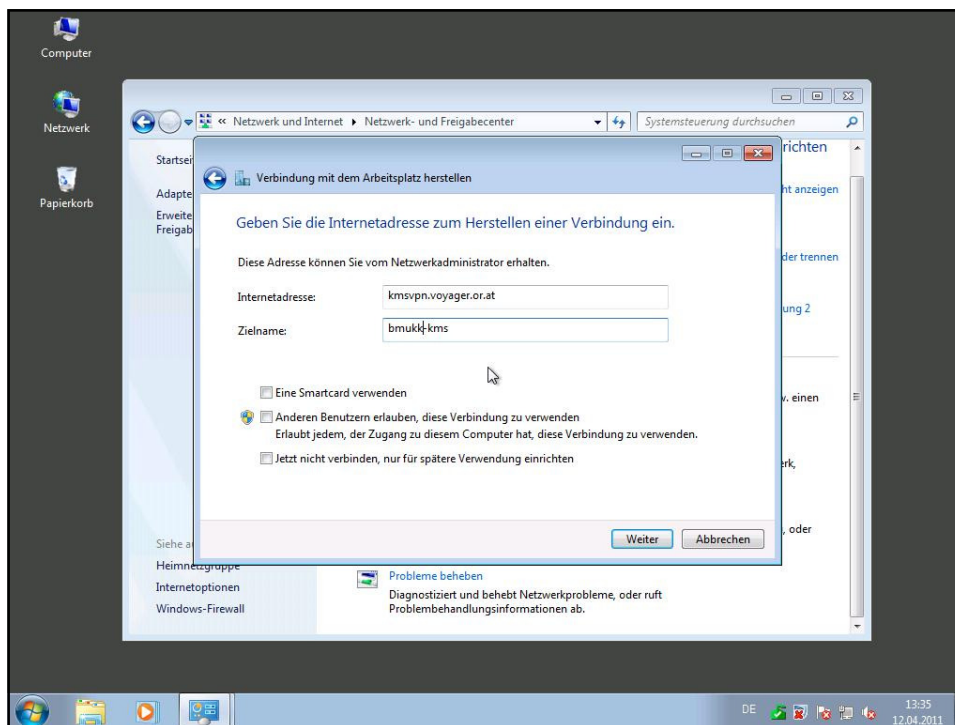 Computer
Netzwerk
Papierkorb
« Netzwerk und Internet Netzwerk- und Freigabecenter
Systemsteuerung durchsuchen
Startsei
Adapte
Erweite
Freigab
richten
ht anzeigen
der trennen
ung 2
v. einen
erk,
, oder
Verbindung mit dem Arbeitsplatz herstellen
Geben Sie die Internetadresse zum Herstellen einer Verbindung ein.
Diese Adresse können Sie vom Netzwerkadministrator erhalten.
Internetadresse: kmsvpn.voyager.or.at
Zielname: bmukk-kms
Eine Smartcard verwenden
Anderen Benutzern erlauben, diese Verbindung zu verwenden
Erlaubt jedem, der Zugang zu diesem Computer hat, diese Verbindung zu verwenden.
Jetzt nicht verbinden, nur für spätere Verwendung einrichten
Weiter Abbrechen
Siehe au
Heimnetzgruppe
Internetoptionen
Windows-Firewall
Probleme beheben
Diagnostiziert und behebt Netzwerkprobleme, oder ruft
Problembehandlungsinformationen ab.
DE
13:35
12.04.2011